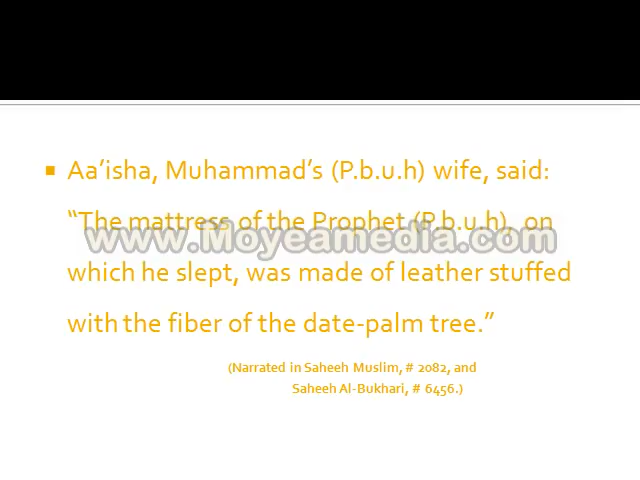 ▪ Aa’isha, Muhammad’s (P.b.u.h) wife, said:
“The mattress of the Prophet (P.b.u.h), on
www.Moyeamedia.com
which he slept, was made of leather stuffed
with the fiber of the date-palm tree.”
(Narrated in Saheeh Muslim, # 2082, and
Saheeh Al-Bukhari, # 6456.)